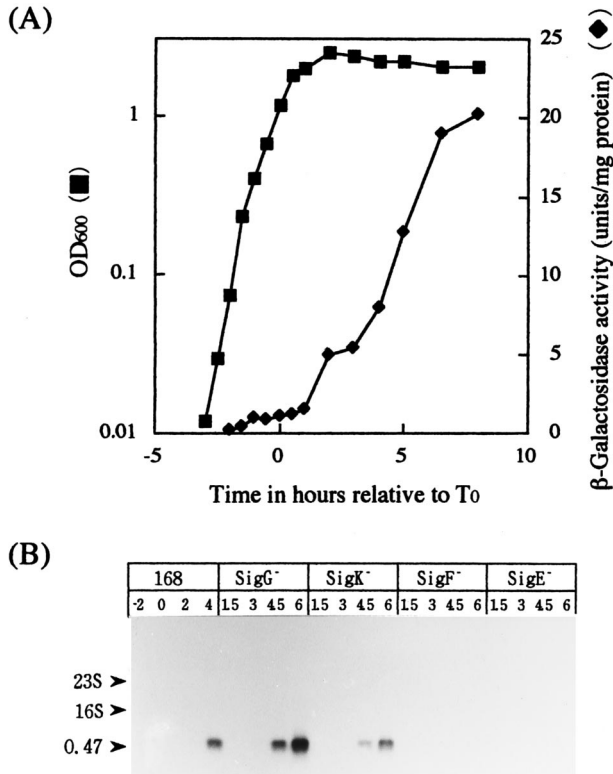 (A)
OD600 (■)
1
0.1
0.01
-5 0 5 10
Time in hours relative to T0
25
20
15
10
5
0
β-Galactosidase activity (units/mg protein) (◆)
(B)
168 SigG- SigK- SigF- SigE-
-2 0 2 4 1.5 3 4.5 6 1.5 3 4.5 6 1.5 3 4.5 6 1.5 3 4.5 6
23S ➤
16S ➤
0.47 ➤